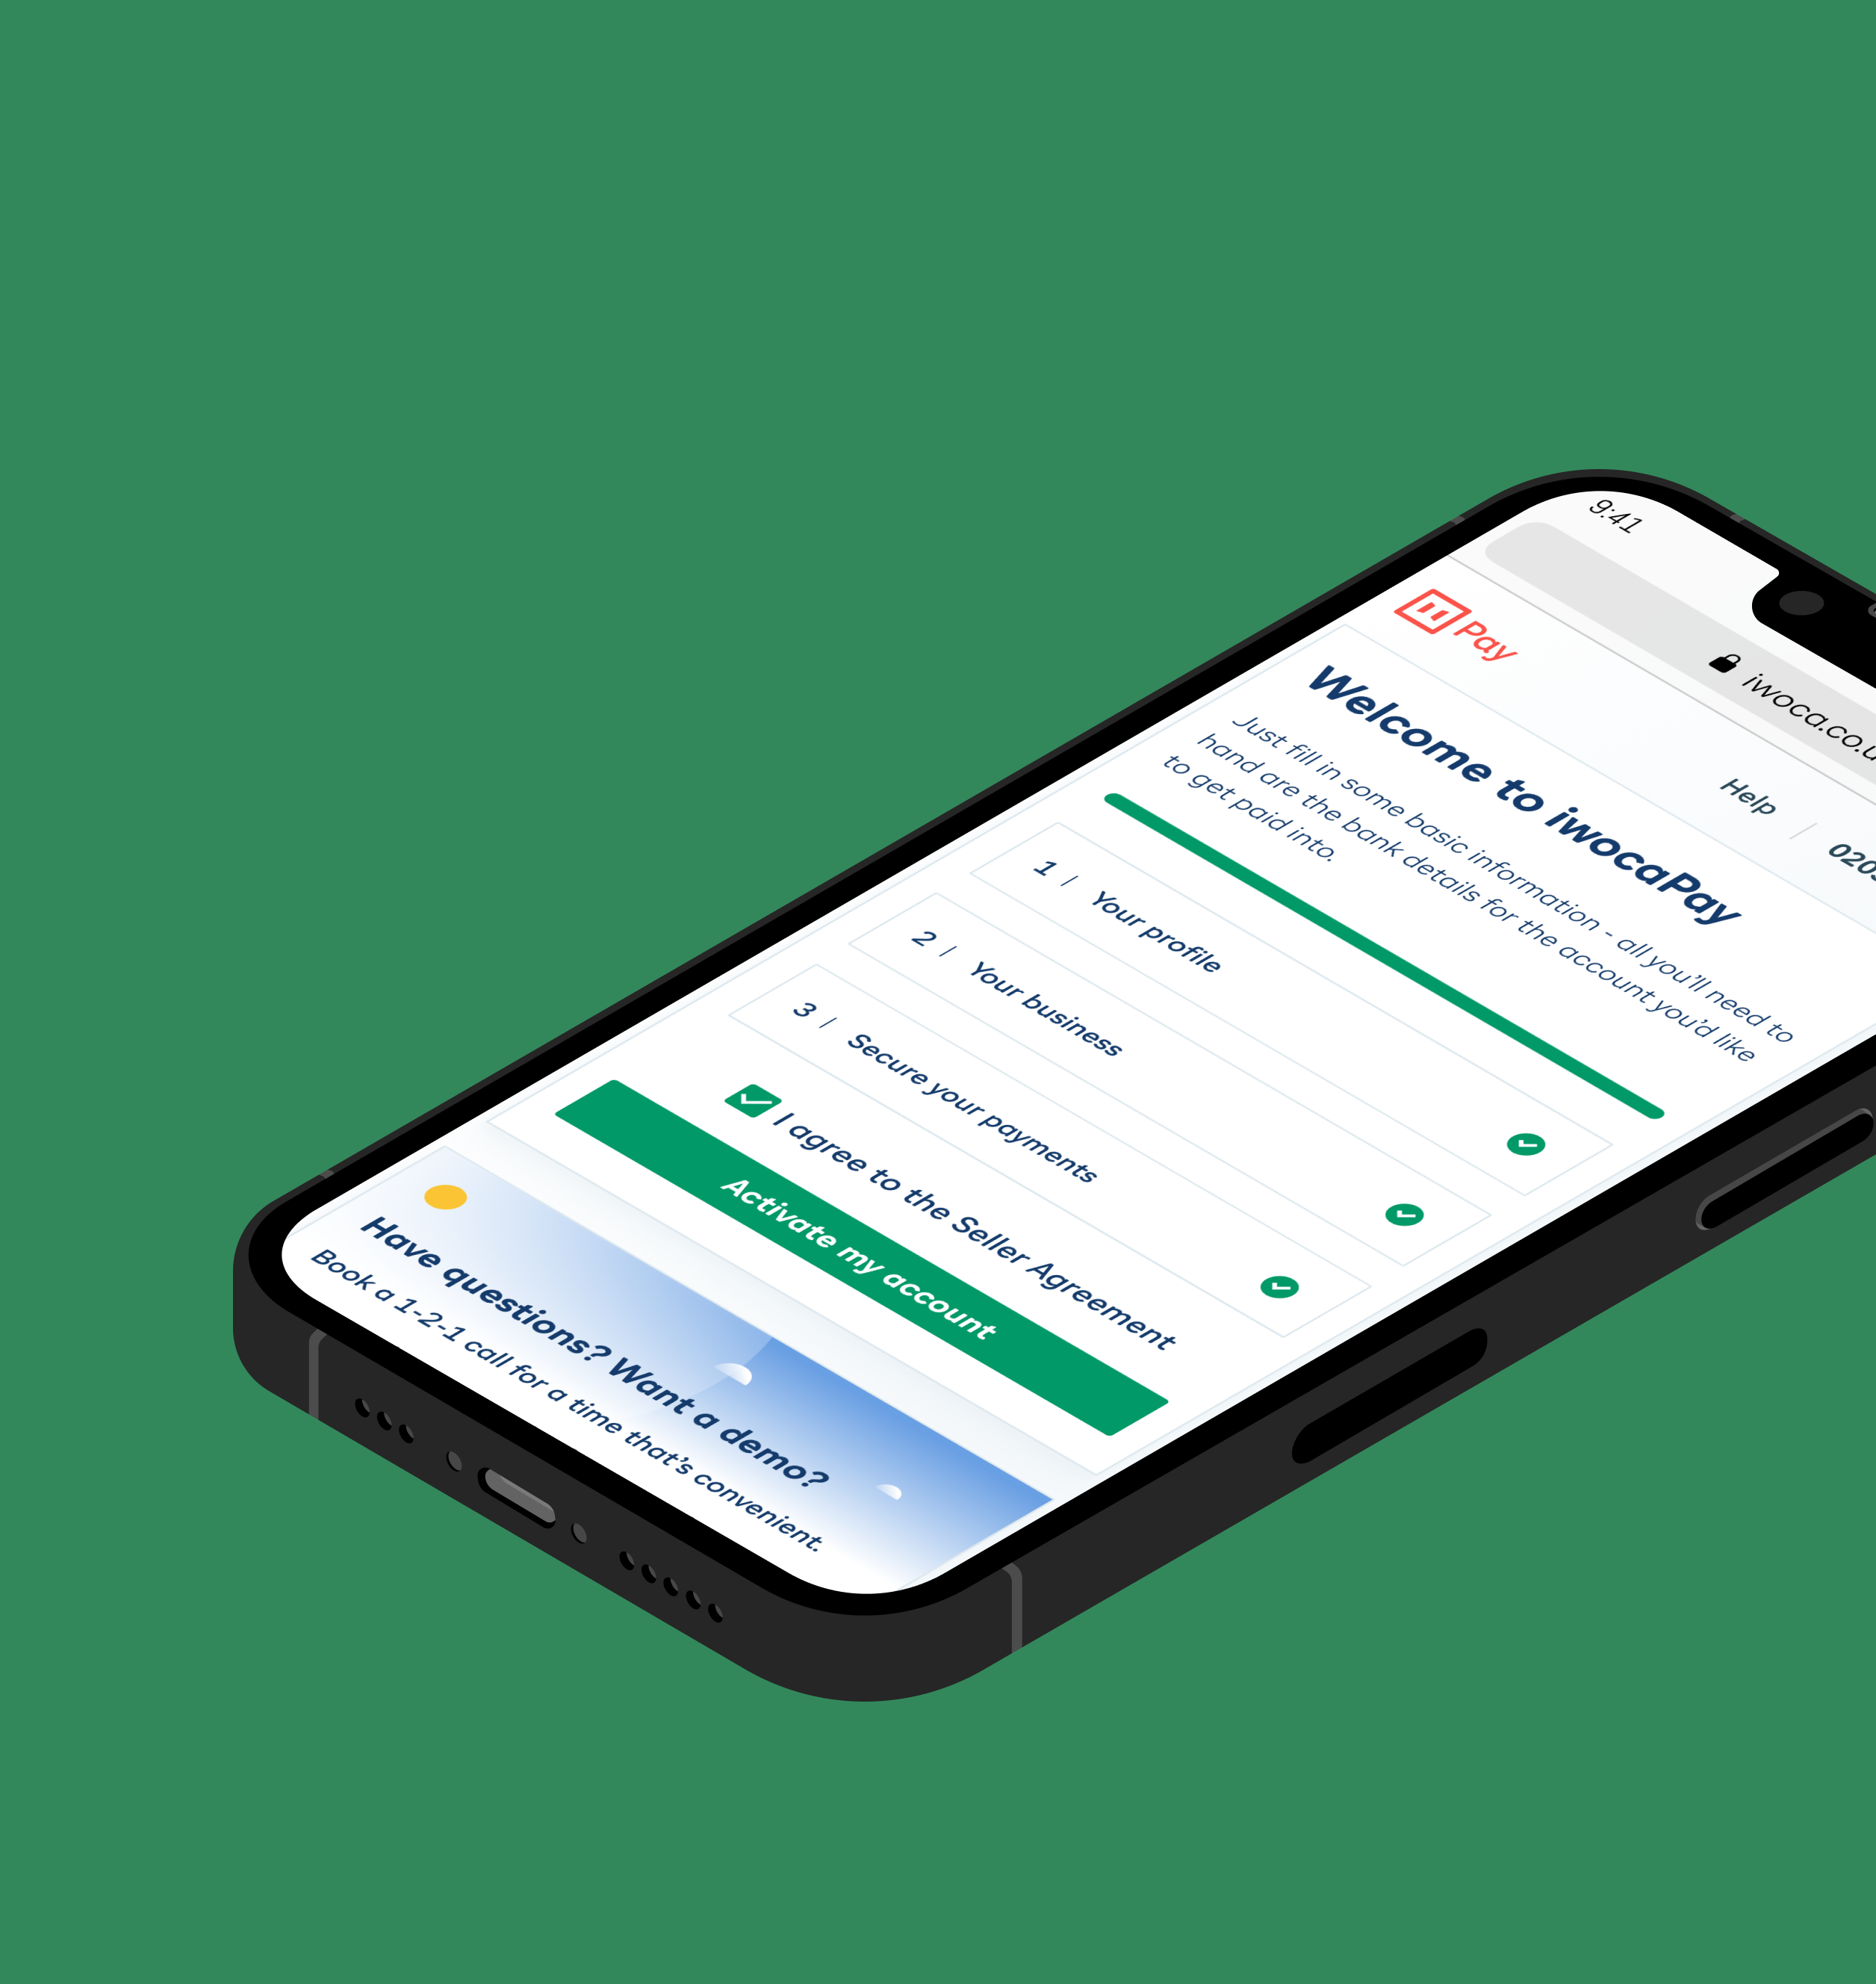 9:41
iwoca.co.u
Pay
Help
020
Welcome to iwocaPay
Just fill in some basic information - all you'll need to
hand are the bank details for the account you'd like
to get paid into.
1 | Your profile
2 | Your business
3 | Secure your payments
I agree to the Seller Agreement
Activate my account
Have questions? Want a demo?
Book a 1-2-1 call for a time that's convenient.